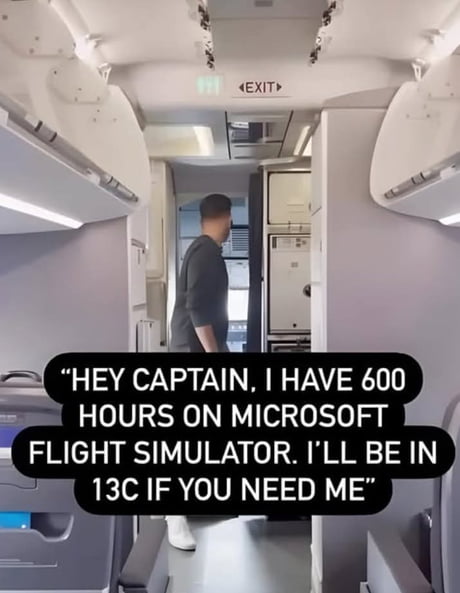 ◂EXIT▸
“HEY CAPTAIN, I HAVE 600
HOURS ON MICROSOFT
FLIGHT SIMULATOR. I’LL BE IN
13C IF YOU NEED ME”